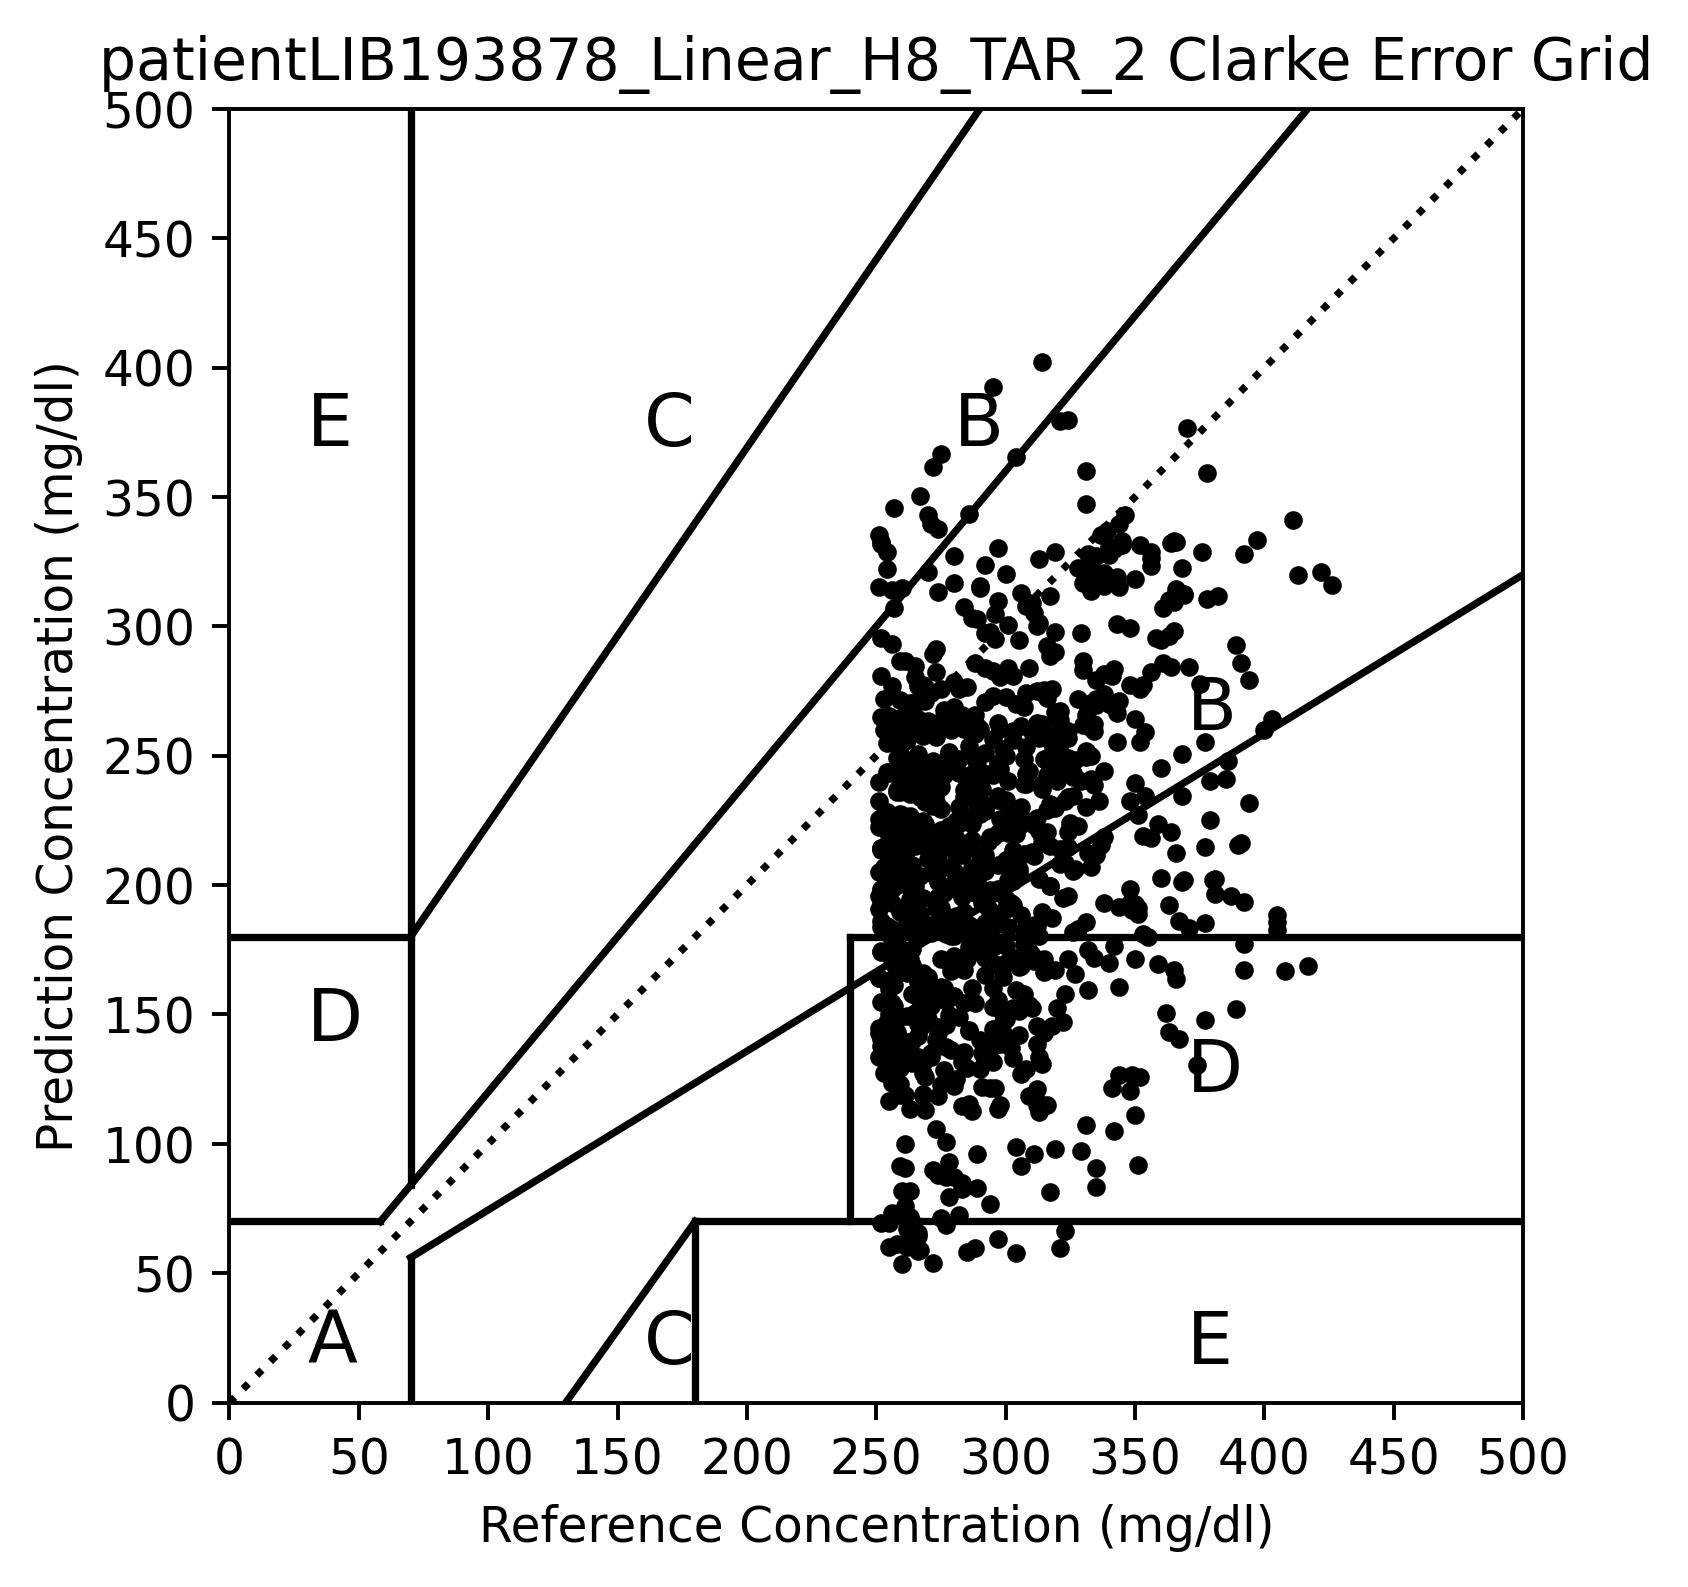 patientLIB193878_Linear_H8_TAR_2 Clarke Error Grid
500
450
400
350
300
250
200
150
100
50
0
Prediction Concentration (mg/dl)
E
C
B
B
D
D
A
C
E
0 50 100 150 200 250 300 350 400 450 500
Reference Concentration (mg/dl)